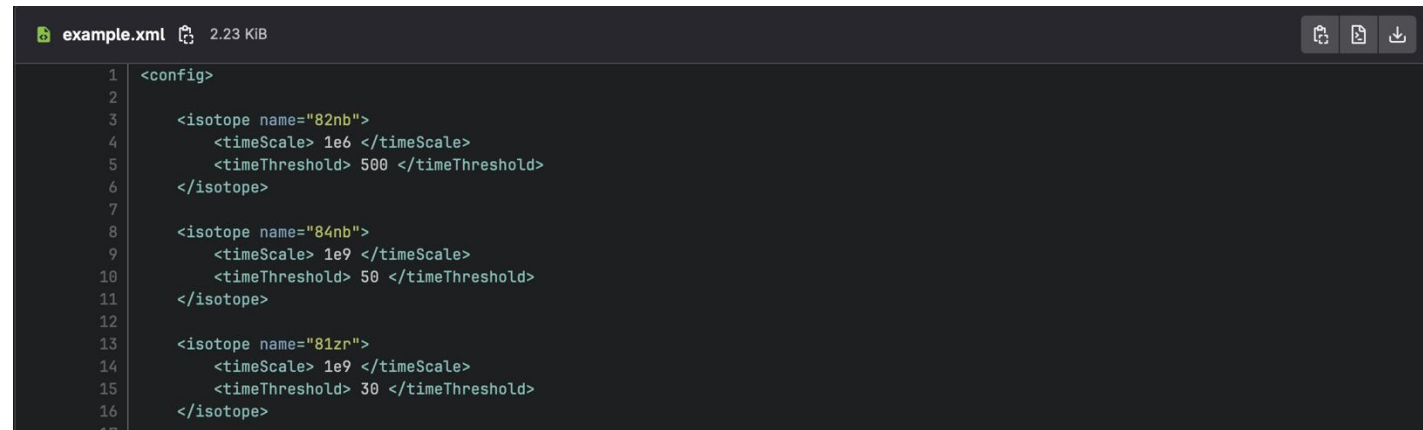 example.xml 2.23 KiB
1 <config>
2
3 <isotope name="82nb">
4 <timeScale> 1e6 </timeScale>
5 <timeThreshold> 500 </timeThreshold>
6 </isotope>
7
8 <isotope name="84nb">
9 <timeScale> 1e9 </timeScale>
10 <timeThreshold> 50 </timeThreshold>
11 </isotope>
12
13 <isotope name="81zr">
14 <timeScale> 1e9 </timeScale>
15 <timeThreshold> 30 </timeThreshold>
16 </isotope>